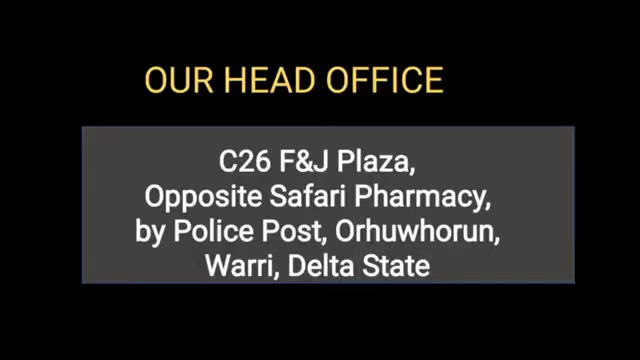 OUR HEAD OFFICE
C26 F&J Plaza,
Opposite Safari Pharmacy,
by Police Post, Orhuwhorun,
Warri, Delta State